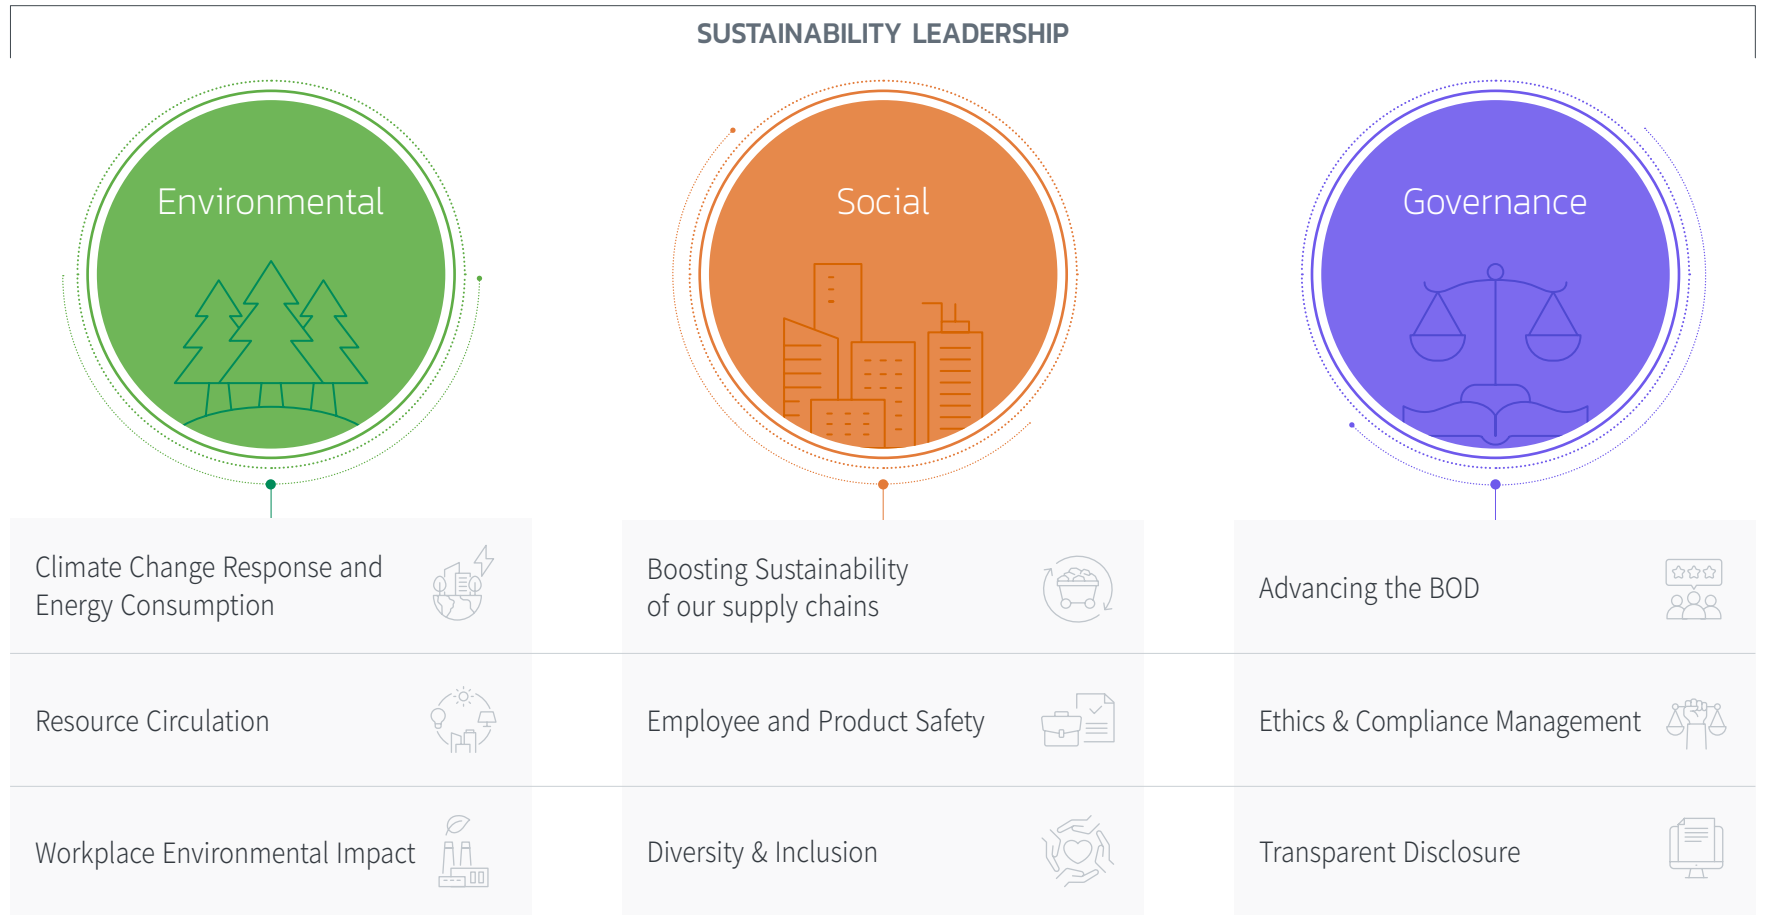 SUSTAINABILITY LEADERSHIP
Environmental
Social
Governance
Climate Change Response and
Energy Consumption
Boosting Sustainability
of our supply chains
Advancing the BOD
Resource Circulation
Employee and Product Safety
Ethics & Compliance Management
Workplace Environmental Impact
Diversity & Inclusion
Transparent Disclosure